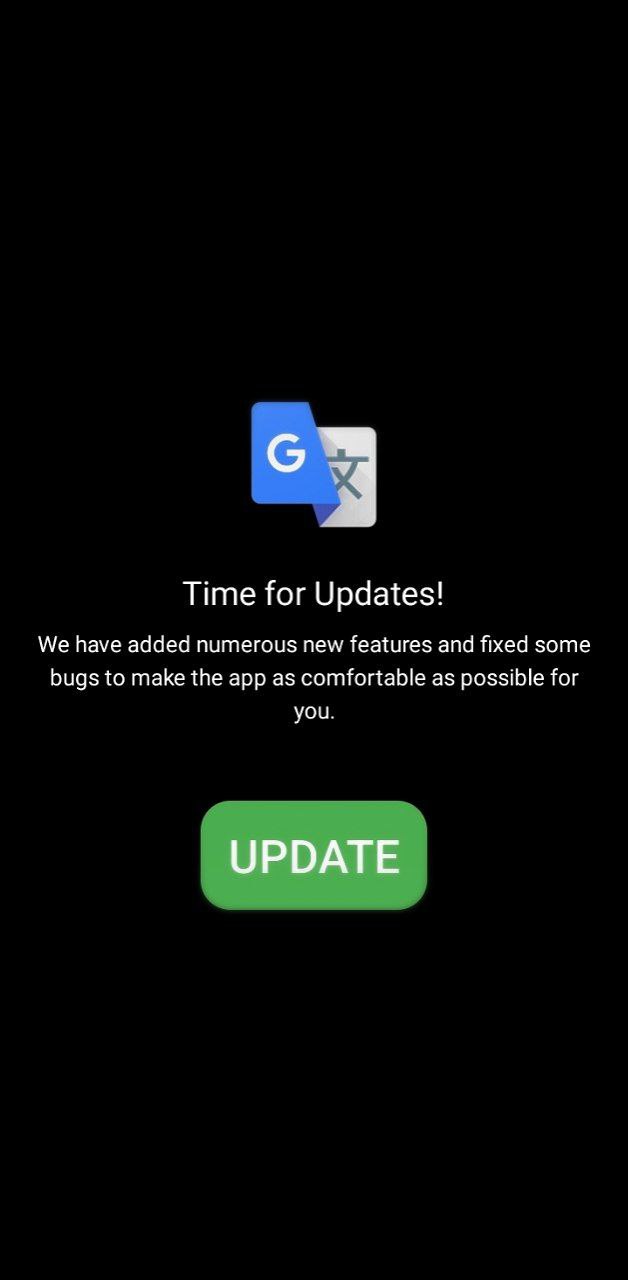 G 文
Time for Updates!
We have added numerous new features and fixed some
bugs to make the app as comfortable as possible for
you.
UPDATE